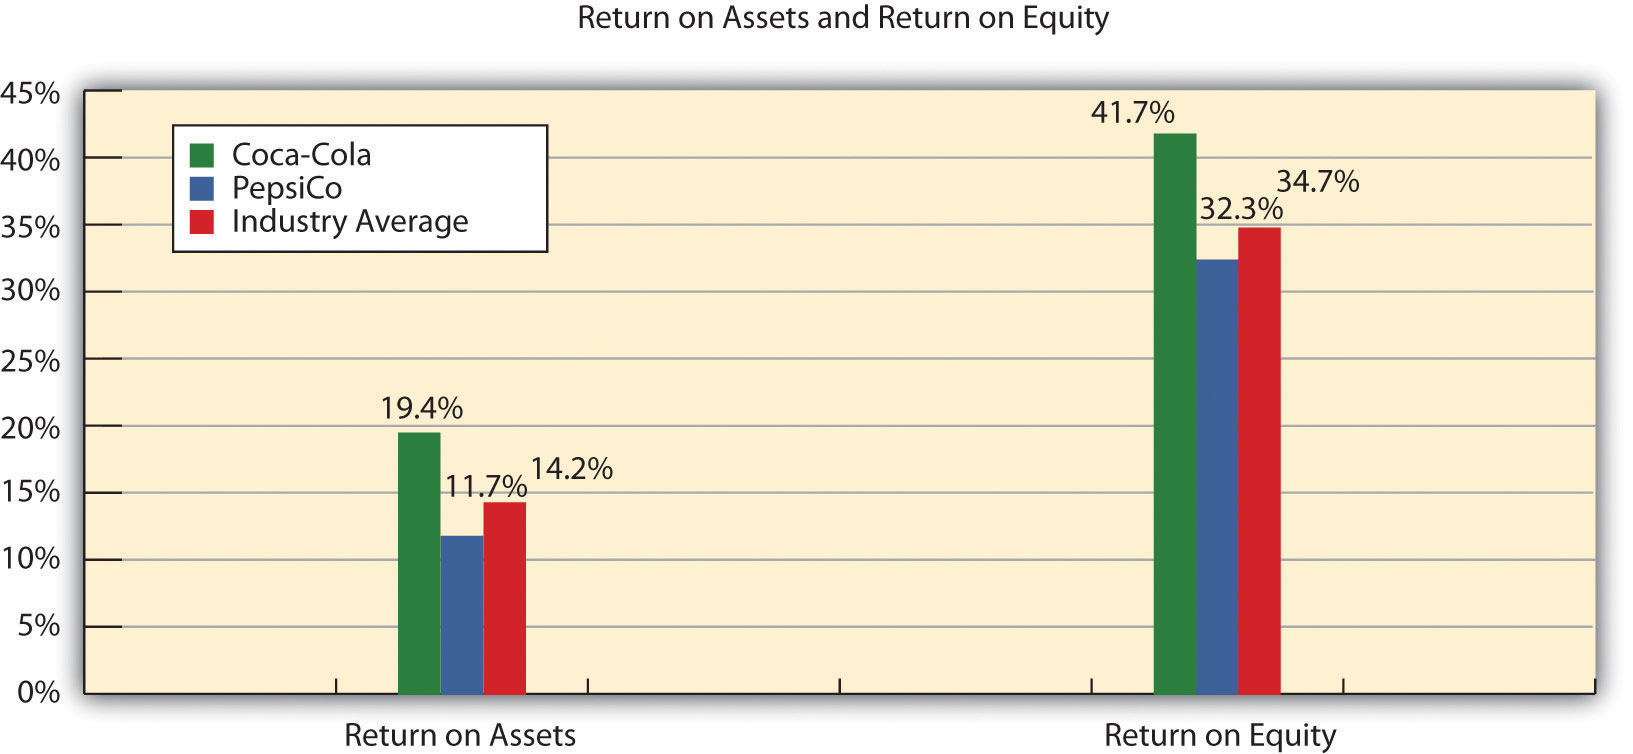 Return on Assets and Return on Equity
45%
40%
35%
30%
25%
20%
15%
10%
5%
0%
Coca-Cola
PepsiCo
Industry Average
19.4%
11.7%
14.2%
41.7%
32.3%
34.7%
Return on Assets
Return on Equity